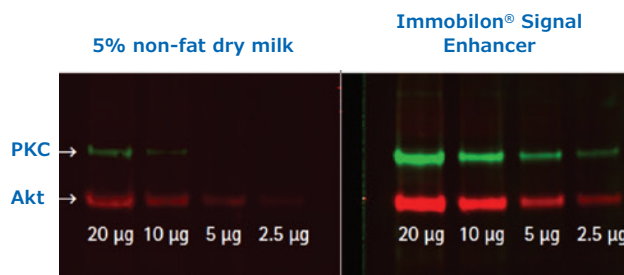 5% non-fat dry milk
Immobilon® Signal
Enhancer
PKC →
Akt →
20 µg 10 µg 5 µg 2.5 µg
20 µg 10 µg 5 µg 2.5 µg